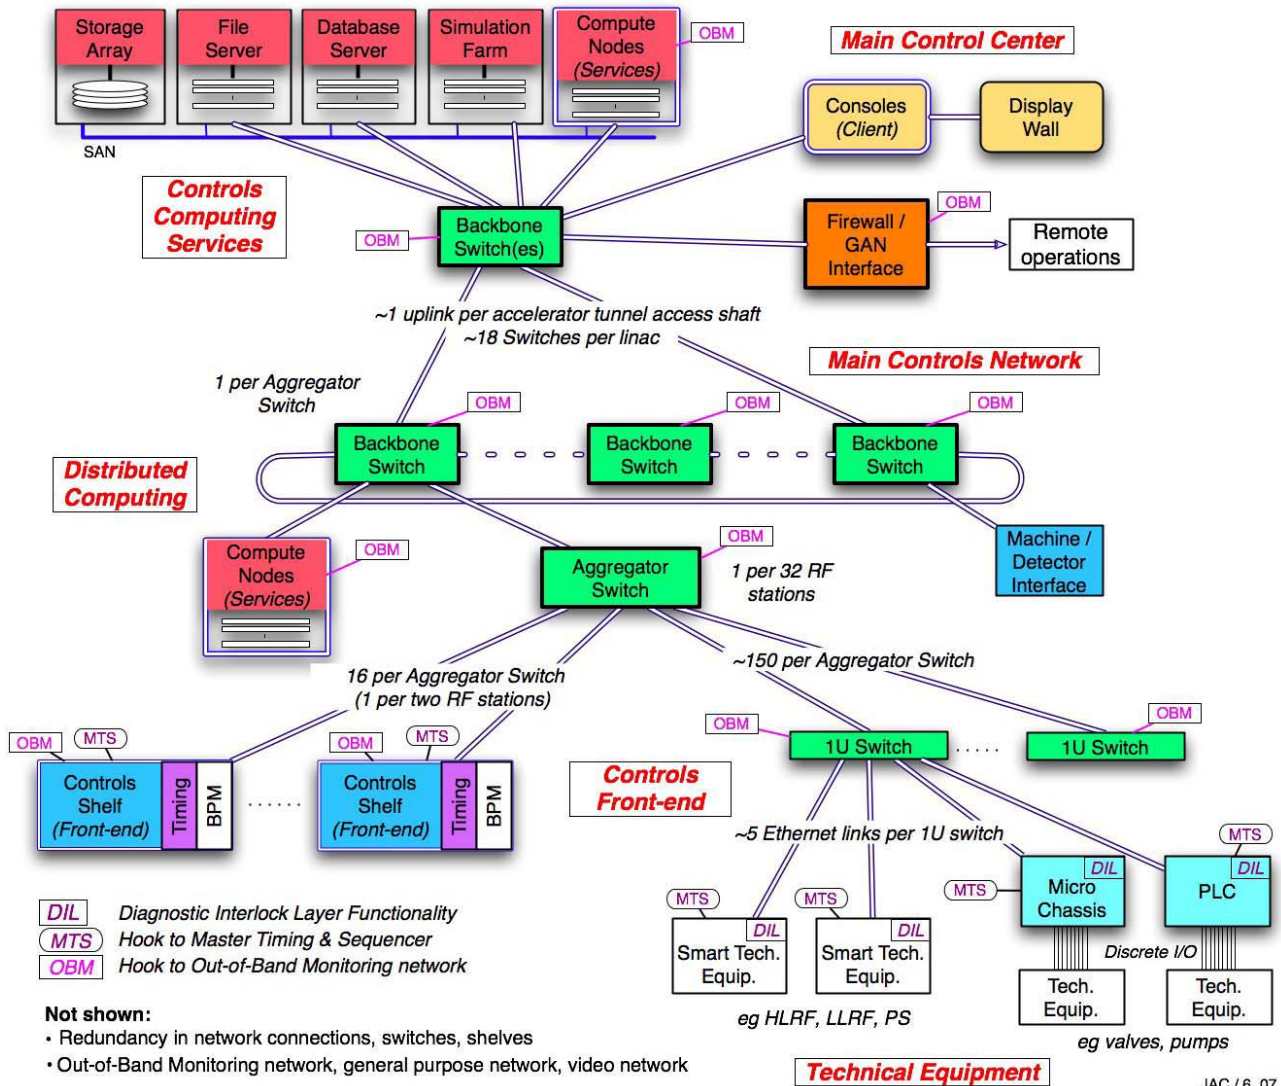 Storage
Array
File
Server
Database
Server
Simulation
Farm
Compute
Nodes
(Services)
OBM
Main Control Center
Consoles
(Client)
Display
Wall
SAN
Controls
Computing
Services
OBM
Backbone
Switch(es)
Firewall /
GAN
Interface
OBM
Remote
operations
~1 uplink per accelerator tunnel access shaft
~18 Switches per linac
Main Controls Network
1 per Aggregator
Switch
OBM
OBM
OBM
Backbone
Switch
Backbone
Switch
Backbone
Switch
Distributed
Computing
Compute
Nodes
(Services)
OBM
Aggregator
Switch
OBM
1 per 32 RF
stations
Machine /
Detector
Interface
16 per Aggregator Switch
(1 per two RF stations)
~150 per Aggregator Switch
OBM
MTS
Controls
Shelf
(Front-end)
Timing
BPM
OBM
MTS
Controls
Shelf
(Front-end)
Timing
BPM
OBM
1U Switch
OBM
1U Switch
Controls
Front-end
~5 Ethernet links per 1U switch
MTS
DIL
Smart Tech.
Equip.
MTS
DIL
Smart Tech.
Equip.
MTS
DIL
Micro
Chassis
MTS
DIL
PLC
Discrete I/O
Tech.
Equip.
Tech.
Equip.
eg HLRF, LLRF, PS
eg valves, pumps
DIL Diagnostic Interlock Layer Functionality
MTS Hook to Master Timing & Sequencer
OBM Hook to Out-of-Band Monitoring network
Not shown:
• Redundancy in network connections, switches, shelves
• Out-of-Band Monitoring network, general purpose network, video network
Technical Equipment